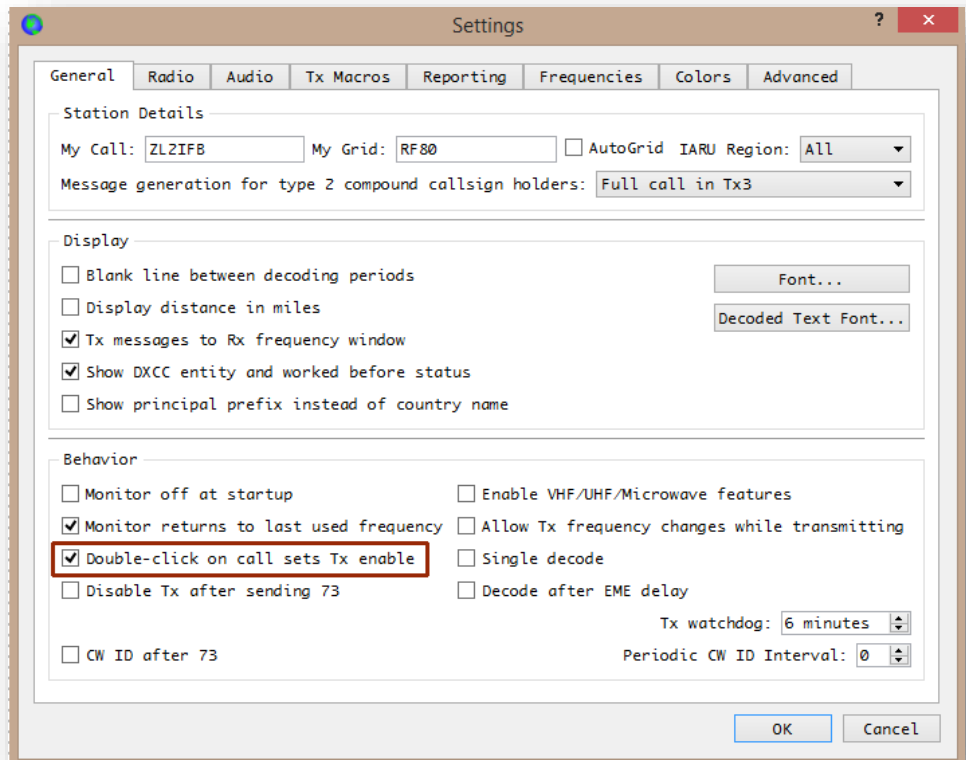 Settings
?
×
General Radio Audio Tx Macros Reporting Frequencies Colors Advanced
Station Details
My Call: ZL2IFB My Grid: RF80 AutoGrid IARU Region: All
Message generation for type 2 compound callsign holders: Full call in Tx3
Display
Blank line between decoding periods
Font...
Display distance in miles
Decoded Text Font...
Tx messages to Rx frequency window
Show DXCC entity and worked before status
Show principal prefix instead of country name
Behavior
Monitor off at startup Enable VHF/UHF/Microwave features
Monitor returns to last used frequency Allow Tx frequency changes while transmitting
Double-click on call sets Tx enable Single decode
Disable Tx after sending 73 Decode after EME delay
Tx watchdog: 6 minutes
CW ID after 73 Periodic CW ID Interval: 0
OK Cancel